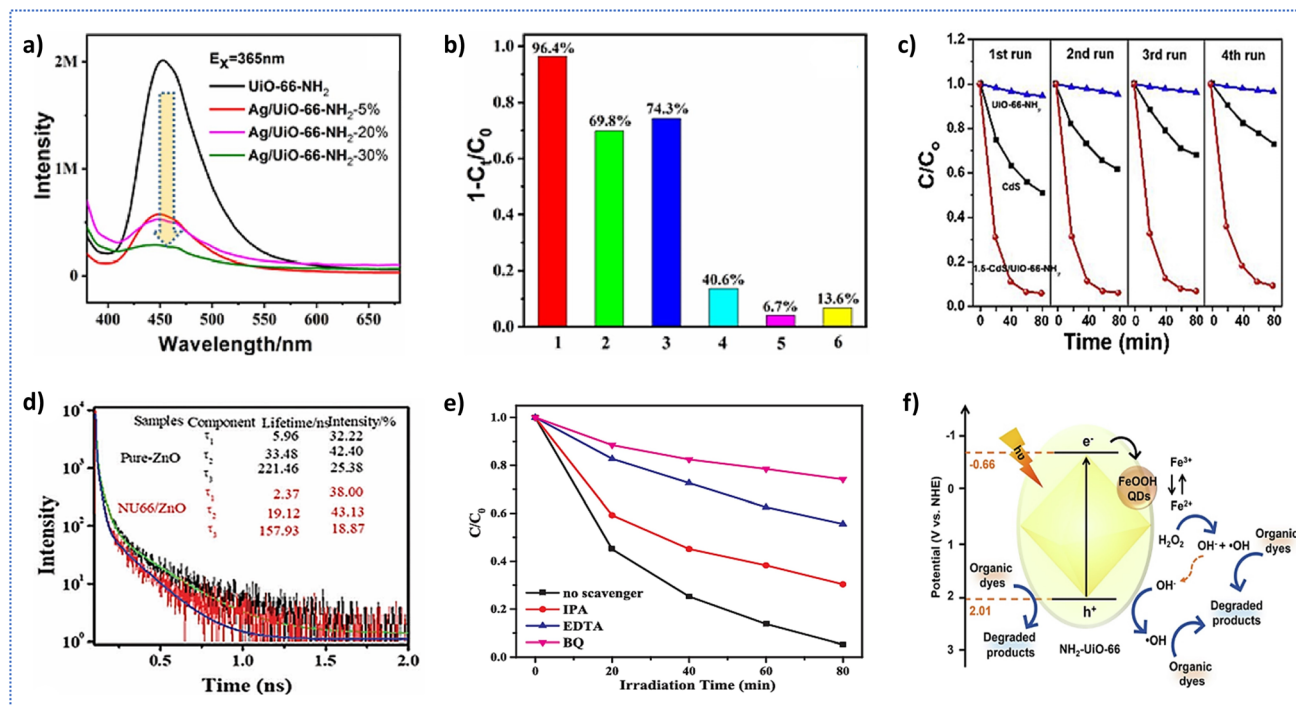 a)
Eₓ=365nm
UiO-66-NH₂
Ag/UiO-66-NH₂-5%
Ag/UiO-66-NH₂-20%
Ag/UiO-66-NH₂-30%
2M
1M
0
Intensity
400 450 500 550 600 650
Wavelength/nm
b)
96.4%
69.8%
74.3%
40.6%
6.7%
13.6%
1.0
0.8
0.6
0.4
0.2
0.0
1-Cₜ/C₀
1 2 3 4 5 6
c)
1st run 2nd run 3rd run 4th run
1.2
1.0
0.8
0.6
0.4
0.2
0.0
C/Cₒ
UiO-66-NH₂
CdS
1.5-CdS/UiO-66-NH₂
0 40 80 0 40 80 0 40 80 0 40 80
Time (min)
d)
Samples Component Lifetime/ns Intensity/%
τ₁ 5.96 32.22
Pure-ZnO τ₂ 33.48 42.40
τ₃ 221.46 25.38
τ₁ 2.37 38.00
NU66/ZnO τ₂ 19.12 43.13
τ₃ 157.93 18.87
10⁴
10³
10²
10¹
10⁰
Intensity
0.5 1.0 1.5 2.0
Time (ns)
e)
1.0
0.8
0.6
0.4
0.2
0.0
C/C₀
no scavenger
IPA
EDTA
BQ
0 20 40 60 80
Irradiation Time (min)
f)
Potential (V vs. NHE)
-1
0
1
2
3
-0.66
2.01
hυ
e⁻
FeOOH
QDs
Fe³⁺
Fe²⁺
H₂O₂
OH⁻ + •OH
Organic
dyes
OH⁻
Organic
dyes
h⁺
Degraded
products
Degraded
products
•OH
NH₂-UiO-66
Organic
dyes